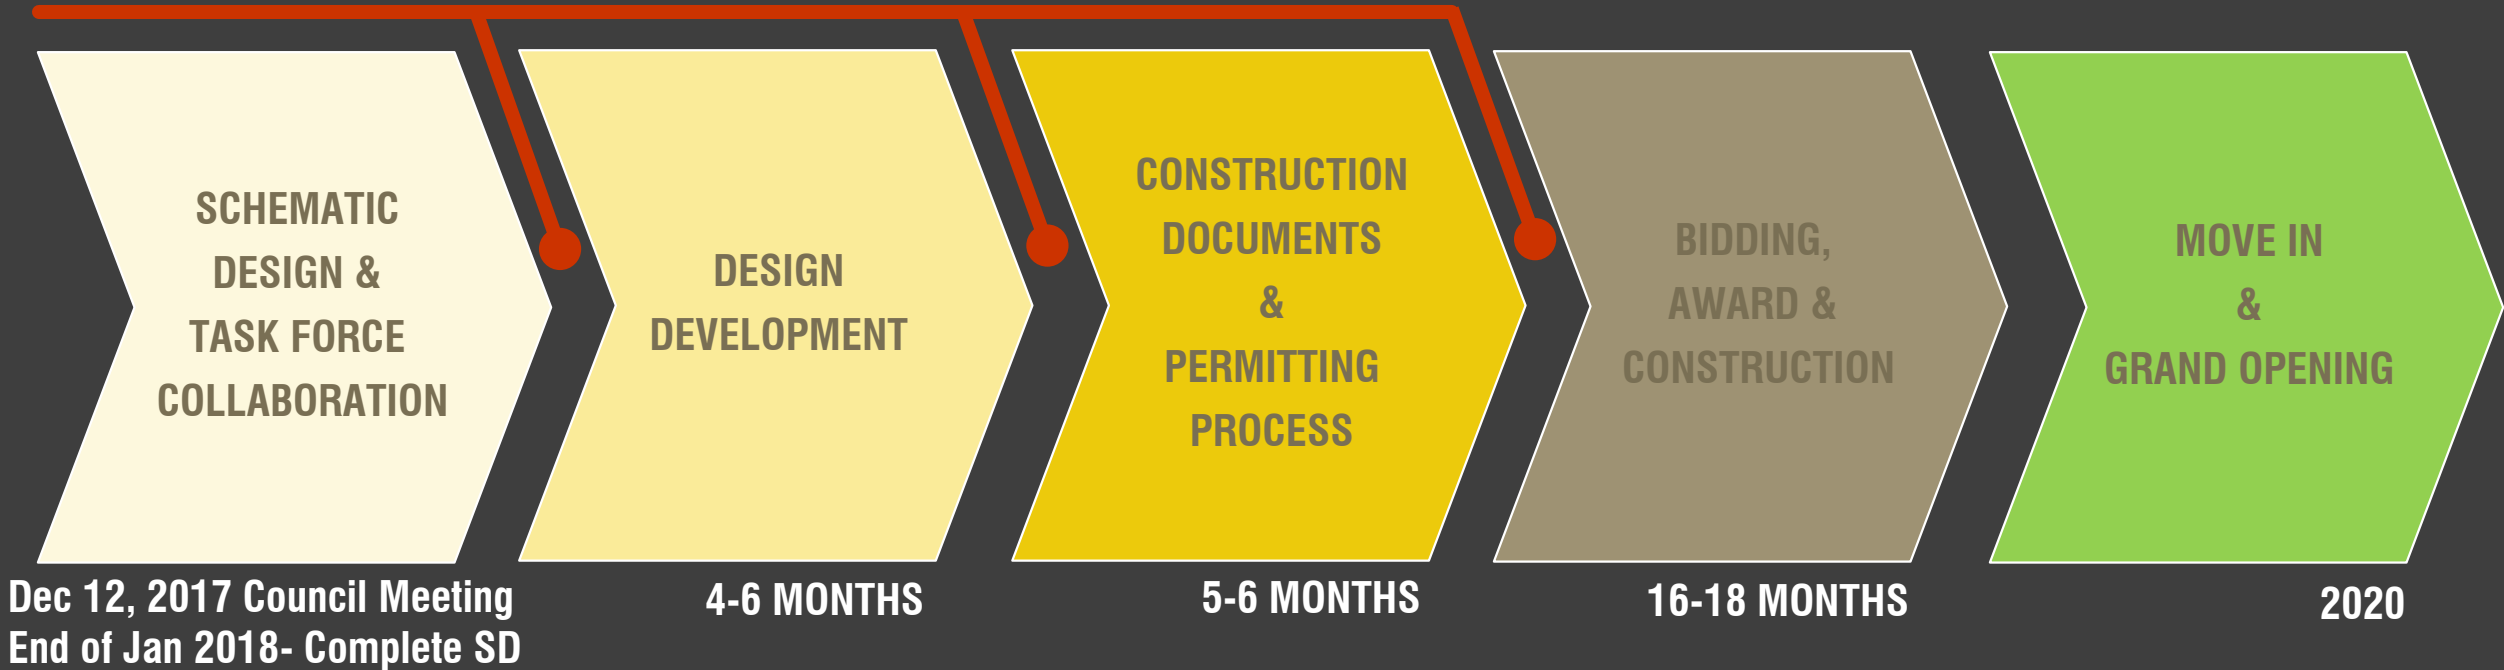 SCHEMATIC
DESIGN &
TASK FORCE
COLLABORATION
DESIGN
DEVELOPMENT
CONSTRUCTION
DOCUMENTS
&
PERMITTING
PROCESS
BIDDING,
AWARD &
CONSTRUCTION
MOVE IN
&
GRAND OPENING
Dec 12, 2017 Council Meeting
End of Jan 2018- Complete SD
4-6 MONTHS
5-6 MONTHS
16-18 MONTHS
2020